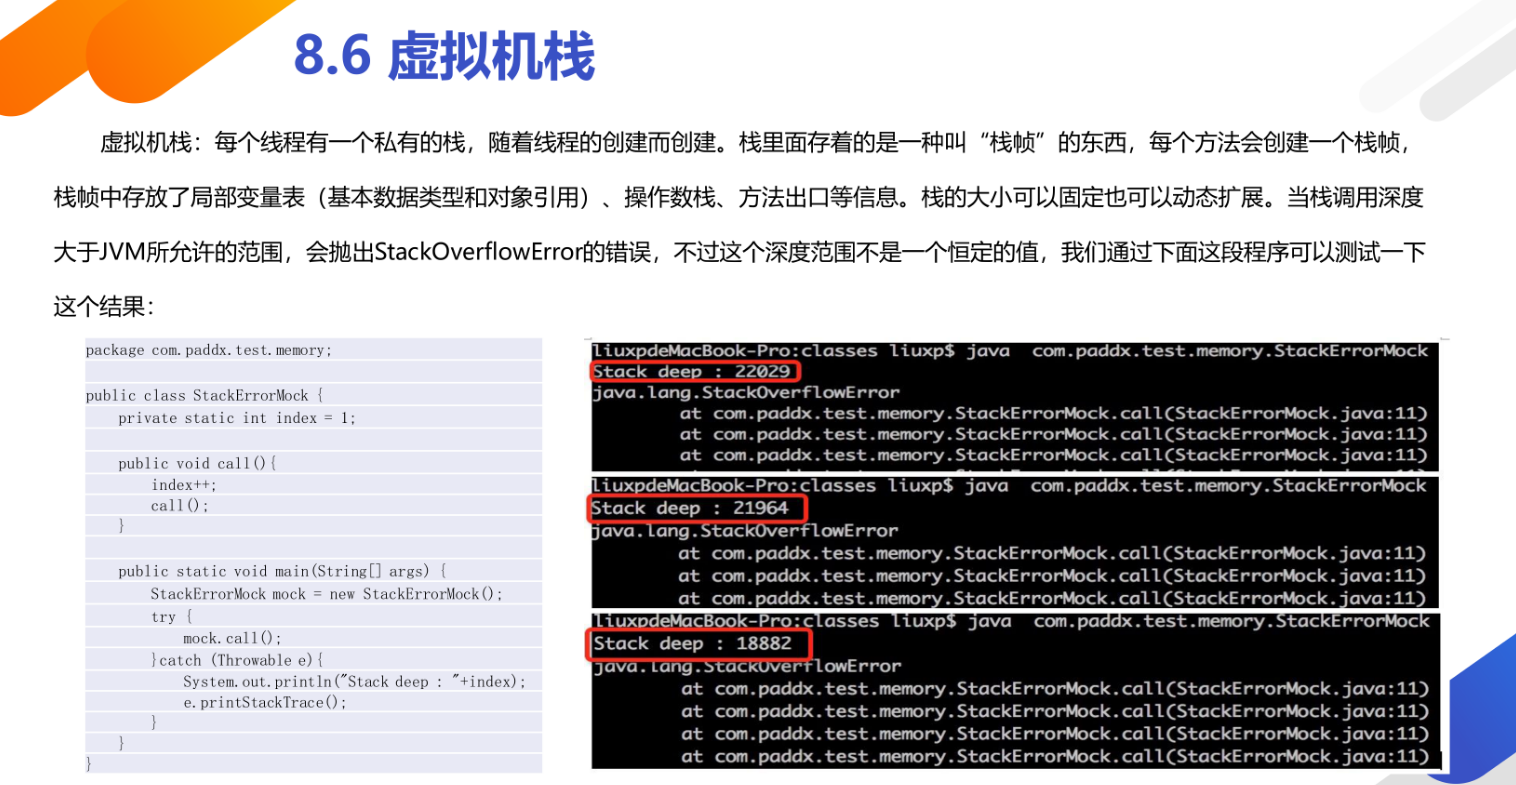 8.6 虚拟机栈
虚拟机栈：每个线程有一个私有的栈，随着线程的创建而创建。栈里面存着的是一种叫“栈帧”的东西，每个方法会创建一个栈帧，
栈帧中存放了局部变量表（基本数据类型和对象引用）、操作数栈、方法出口等信息。栈的大小可以固定也可以动态扩展。当栈调用深度
大于JVM所允许的范围，会抛出StackOverflowError的错误，不过这个深度范围不是一个恒定的值，我们通过下面这段程序可以测试一下
这个结果：
package com.paddx.test.memory;
public class StackErrorMock {
private static int index = 1;
public void call(){
index++;
call();
}
public static void main(String[] args) {
StackErrorMock mock = new StackErrorMock();
try {
mock.call();
}catch (Throwable e){
System.out.println("Stack deep : "+index);
e.printStackTrace();
}
}
}
liuxpdeMacBook-Pro:classes liuxp$ java  com.paddx.test.memory.StackErrorMock
Stack deep : 22029
java.lang.StackOverflowError
at com.paddx.test.memory.StackErrorMock.call(StackErrorMock.java:11)
at com.paddx.test.memory.StackErrorMock.call(StackErrorMock.java:11)
at com.paddx.test.memory.StackErrorMock.call(StackErrorMock.java:11)
liuxpdeMacBook-Pro:classes liuxp$ java  com.paddx.test.memory.StackErrorMock
Stack deep : 21964
java.lang.StackOverflowError
at com.paddx.test.memory.StackErrorMock.call(StackErrorMock.java:11)
at com.paddx.test.memory.StackErrorMock.call(StackErrorMock.java:11)
at com.paddx.test.memory.StackErrorMock.call(StackErrorMock.java:11)
liuxpdeMacBook-Pro:classes liuxp$ java  com.paddx.test.memory.StackErrorMock
Stack deep : 18882
java.lang.StackOverflowError
at com.paddx.test.memory.StackErrorMock.call(StackErrorMock.java:11)
at com.paddx.test.memory.StackErrorMock.call(StackErrorMock.java:11)
at com.paddx.test.memory.StackErrorMock.call(StackErrorMock.java:11)
at com.paddx.test.memory.StackErrorMock.call(StackErrorMock.java:11)